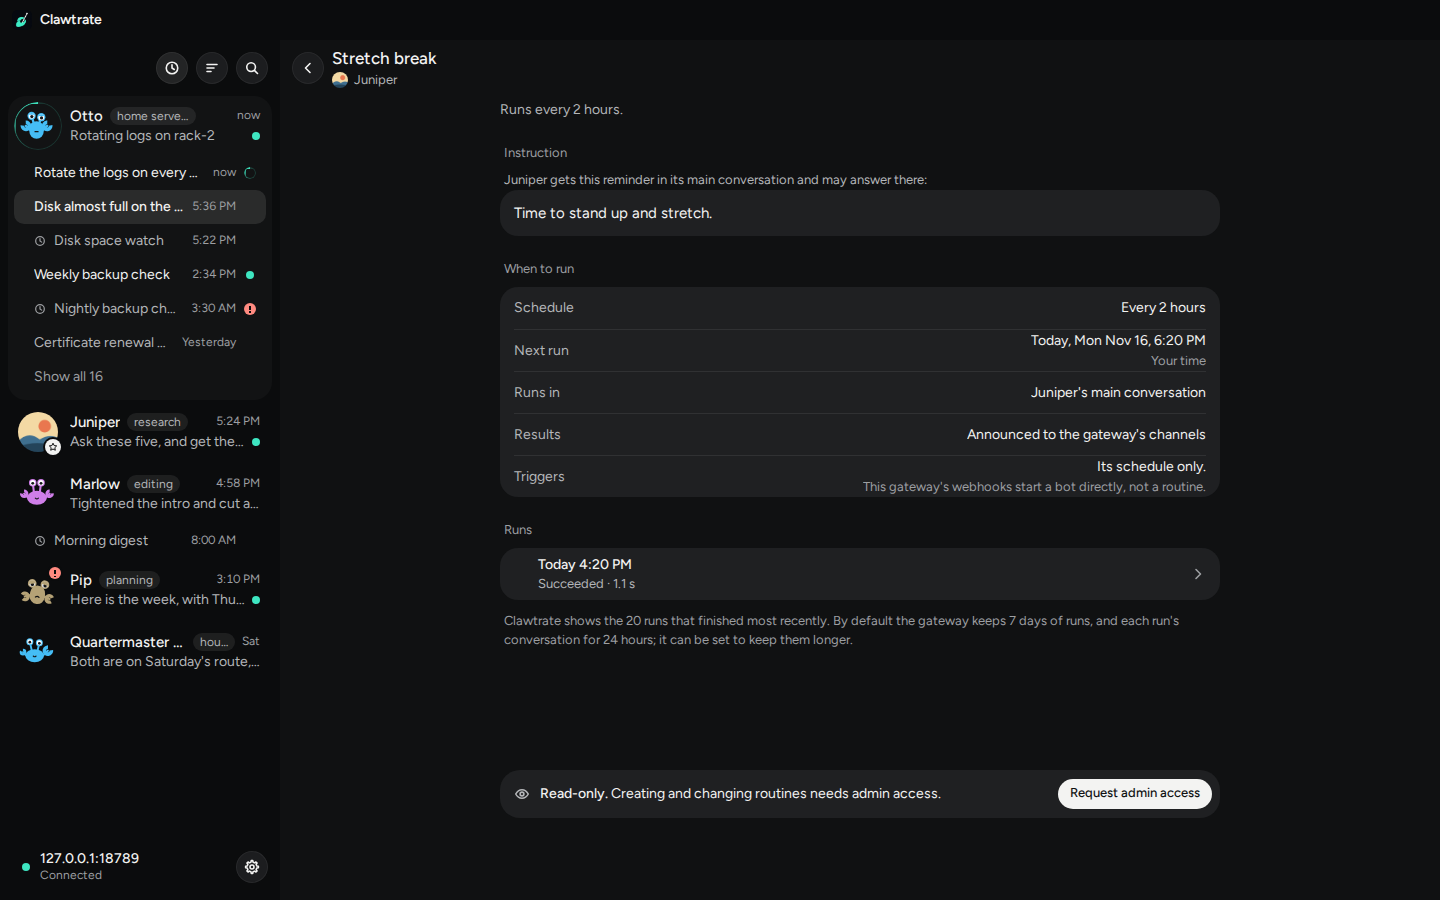 Clawtrate
Otto home serve... now
Rotating logs on rack-2
Rotate the logs on every ... now
Disk almost full on the ... 5:36 PM
Disk space watch 5:22 PM
Weekly backup check 2:34 PM
Nightly backup ch... 3:30 AM
Certificate renewal ... Yesterday
Show all 16
Juniper research 5:24 PM
Ask these five, and get the...
Marlow editing 4:58 PM
Tightened the intro and cut a...
Morning digest 8:00 AM
Pip planning 3:10 PM
Here is the week, with Thu...
Quartermaster ... hou... Sat
Both are on Saturday's route,...
127.0.0.1:18789
Connected
Stretch break
Juniper
Runs every 2 hours.
Instruction
Juniper gets this reminder in its main conversation and may answer there:
Time to stand up and stretch.
When to run
Schedule Every 2 hours
Next run Today, Mon Nov 16, 6:20 PM
Your time
Runs in Juniper's main conversation
Results Announced to the gateway's channels
Triggers Its schedule only.
This gateway's webhooks start a bot directly, not a routine.
Runs
Today 4:20 PM
Succeeded · 1.1 s
Clawtrate shows the 20 runs that finished most recently. By default the gateway keeps 7 days of runs, and each run's
conversation for 24 hours; it can be set to keep them longer.
Read-only. Creating and changing routines needs admin access.
Request admin access